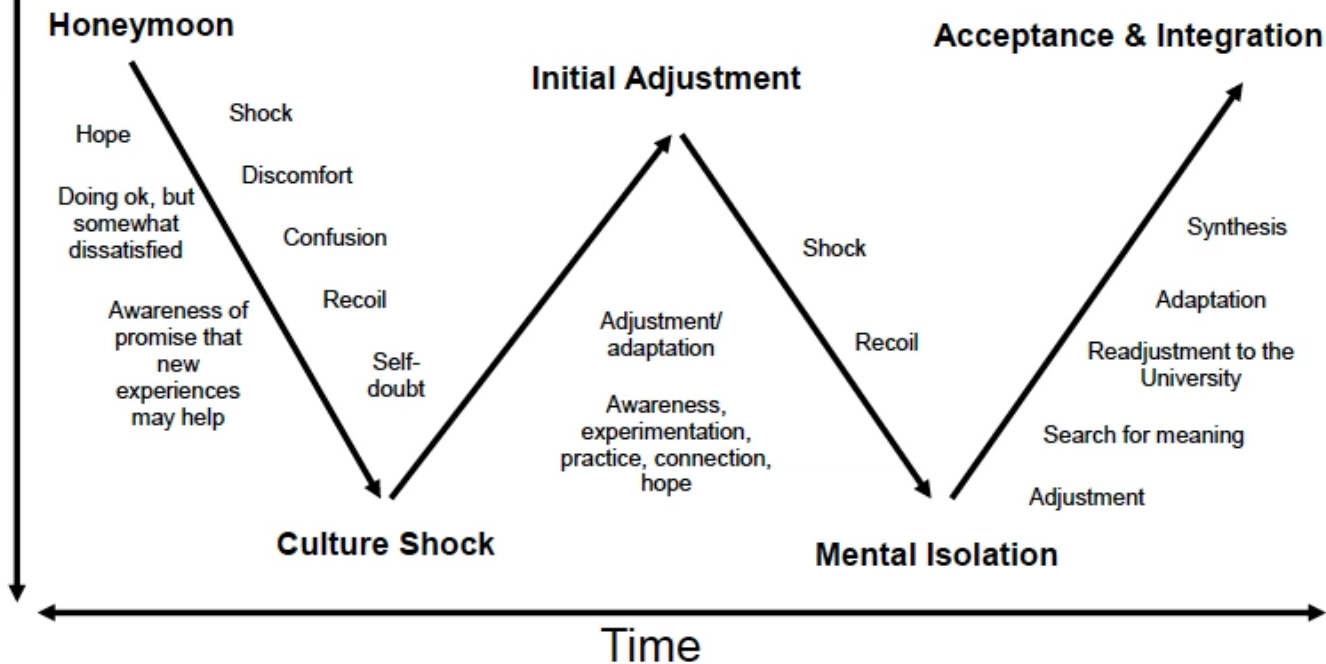 Honeymoon
Acceptance & Integration
Initial Adjustment
Hope
Doing ok, but
somewhat
dissatisfied
Awareness of
promise that
new
experiences
may help
Shock
Discomfort
Confusion
Recoil
Self-
doubt
Culture Shock
Adjustment/
adaptation
Awareness,
experimentation,
practice, connection,
hope
Shock
Recoil
Mental Isolation
Synthesis
Adaptation
Readjustment to the
University
Search for meaning
Adjustment
Time